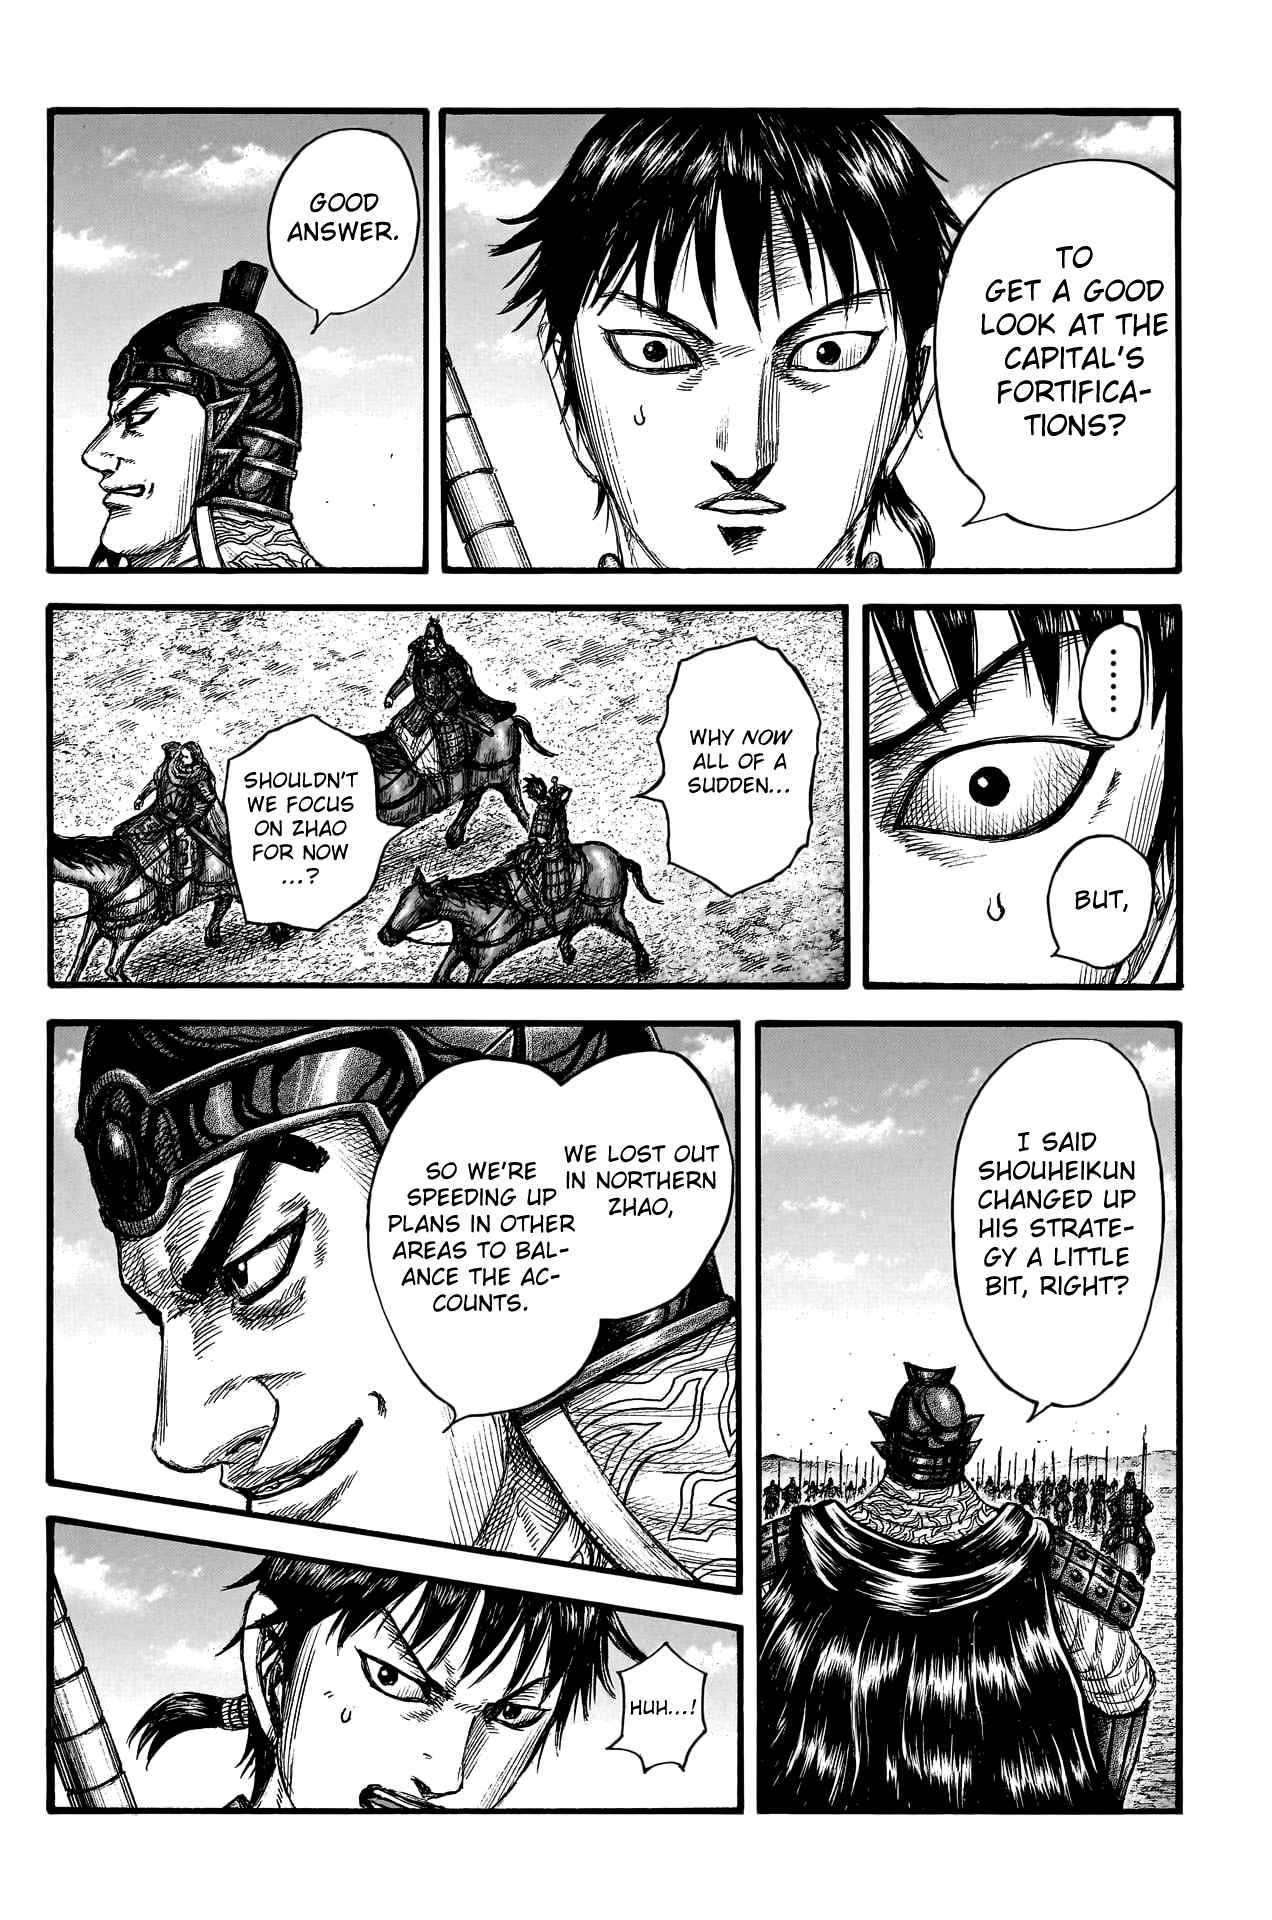 TO
GET A GOOD
LOOK AT THE
CAPITAL'S
FORTIFICA-
TIONS?
GOOD
ANSWER.
........
BUT,
WHY NOW
ALL OF A
SUDDEN...
SHOULDN'T
WE FOCUS
ON ZHAO
FOR NOW
...?
I SAID
SHOUHEIKUN
CHANGED UP
HIS STRATE-
GY A LITTLE
BIT, RIGHT?
WE LOST OUT
IN NORTHERN
ZHAO,
SO WE'RE
SPEEDING UP
PLANS IN OTHER
AREAS TO BAL-
ANCE THE AC-
COUNTS.
HUH...!